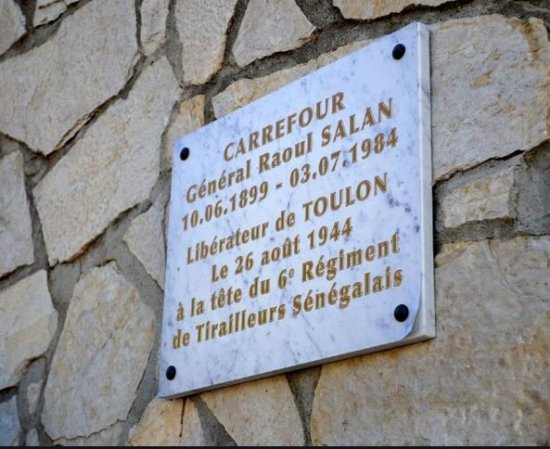 CARREFOUR
Général Raoul SALAN
10.06.1899 - 03.07.1984
Libérateur de TOULON
Le 26 août 1944
à la tête du 6e Régiment
de Tirailleurs Sénégalais